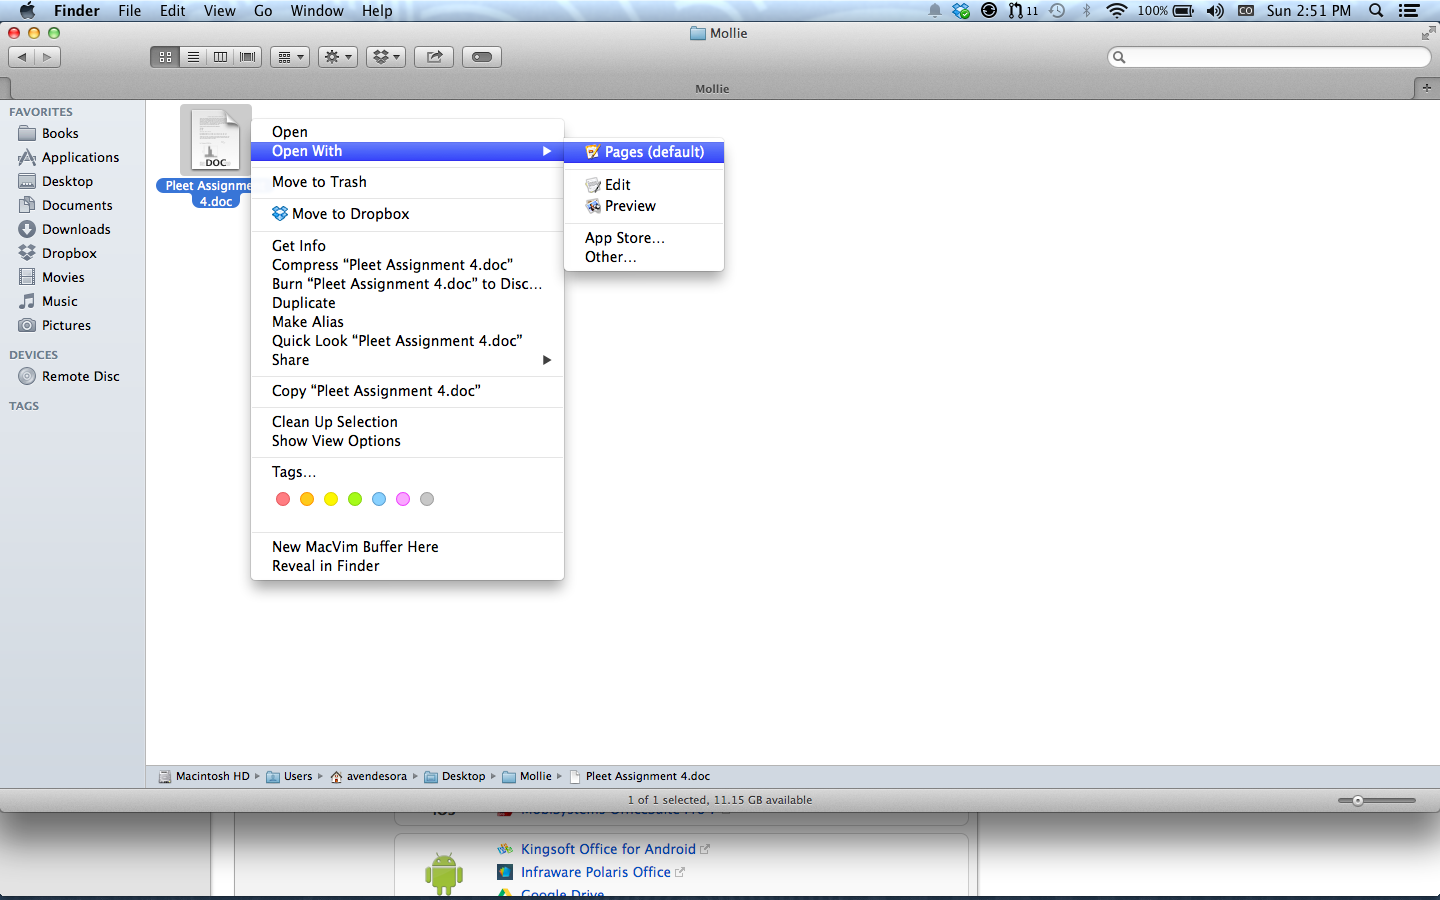 Finder File Edit View Go Window Help 11 100% CO Sun 2:51 PM
Mollie
Mollie
FAVORITES
Books
Applications
Desktop
Documents
Downloads
Dropbox
Movies
Music
Pictures
DEVICES
Remote Disc
TAGS
DOC
Pleet Assignme
4.doc
Open
Open With
Move to Trash
Move to Dropbox
Get Info
Compress “Pleet Assignment 4.doc”
Burn “Pleet Assignment 4.doc” to Disc...
Duplicate
Make Alias
Quick Look “Pleet Assignment 4.doc”
Share
Copy “Pleet Assignment 4.doc”
Clean Up Selection
Show View Options
Tags...
New MacVim Buffer Here
Reveal in Finder
Pages (default)
Edit
Preview
App Store...
Other...
Macintosh HD Users avendesora Desktop Mollie Pleet Assignment 4.doc
1 of 1 selected, 11.15 GB available
Kingsoft Office for Android
Infraware Polaris Office
Google Drive